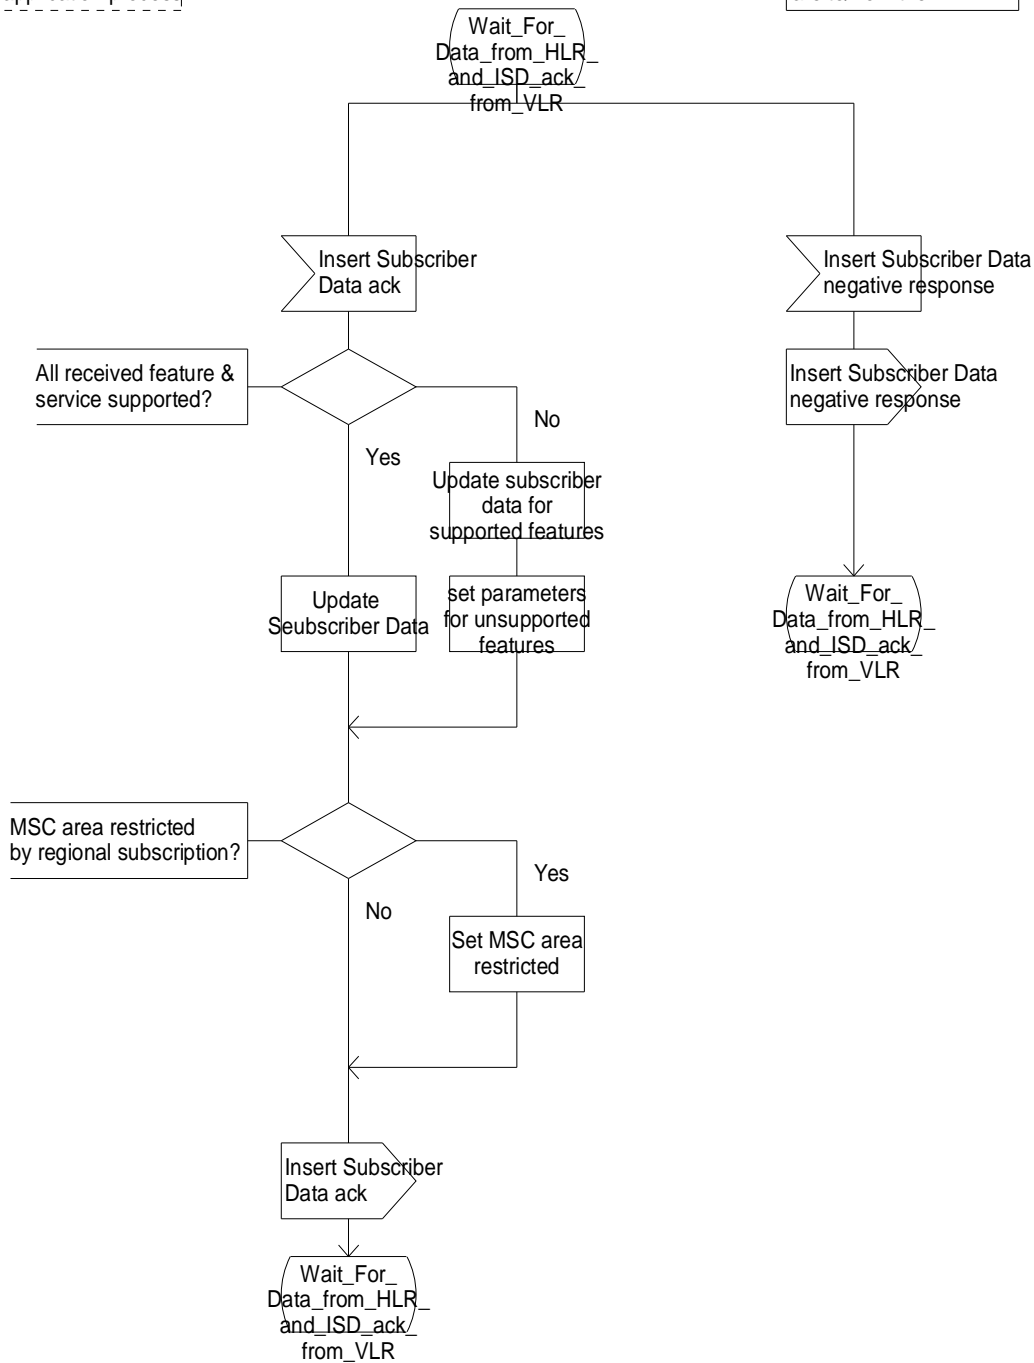 Wait_For_
Data_from_HLR_
and_ISD_ack_
from_VLR
Insert Subscriber
Data ack
Insert Subscriber Data
negative response
All received feature &
service supported?
Insert Subscriber Data
negative response
No
Yes
Update subscriber
data for
supported features
Update
Seubscriber Data
set parameters
for unsupported
features
Wait_For_
Data_from_HLR_
and_ISD_ack_
from_VLR
MSC area restricted
by regional subscription?
Yes
No
Set MSC area
restricted
Insert Subscriber
Data ack
Wait_For_
Data_from_HLR_
and_ISD_ack_
from_VLR